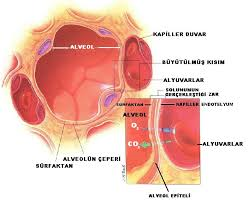 KAPİLLER DUVAR
ALVEOL
BÜYÜTÜLMÜŞ KISIM
ALYUVARLAR
SOLUNUMUN
GERÇEKLEŞTİĞİ ZAR
SÜRFAKTAN
KAPİLLER ENDOTELYUM
ALVEOL
O₂
ALYUVARLAR
CO₂
ALVEOLÜN ÇEPERİ
SÜRFAKTAN
ALVEOL EPİTELİ